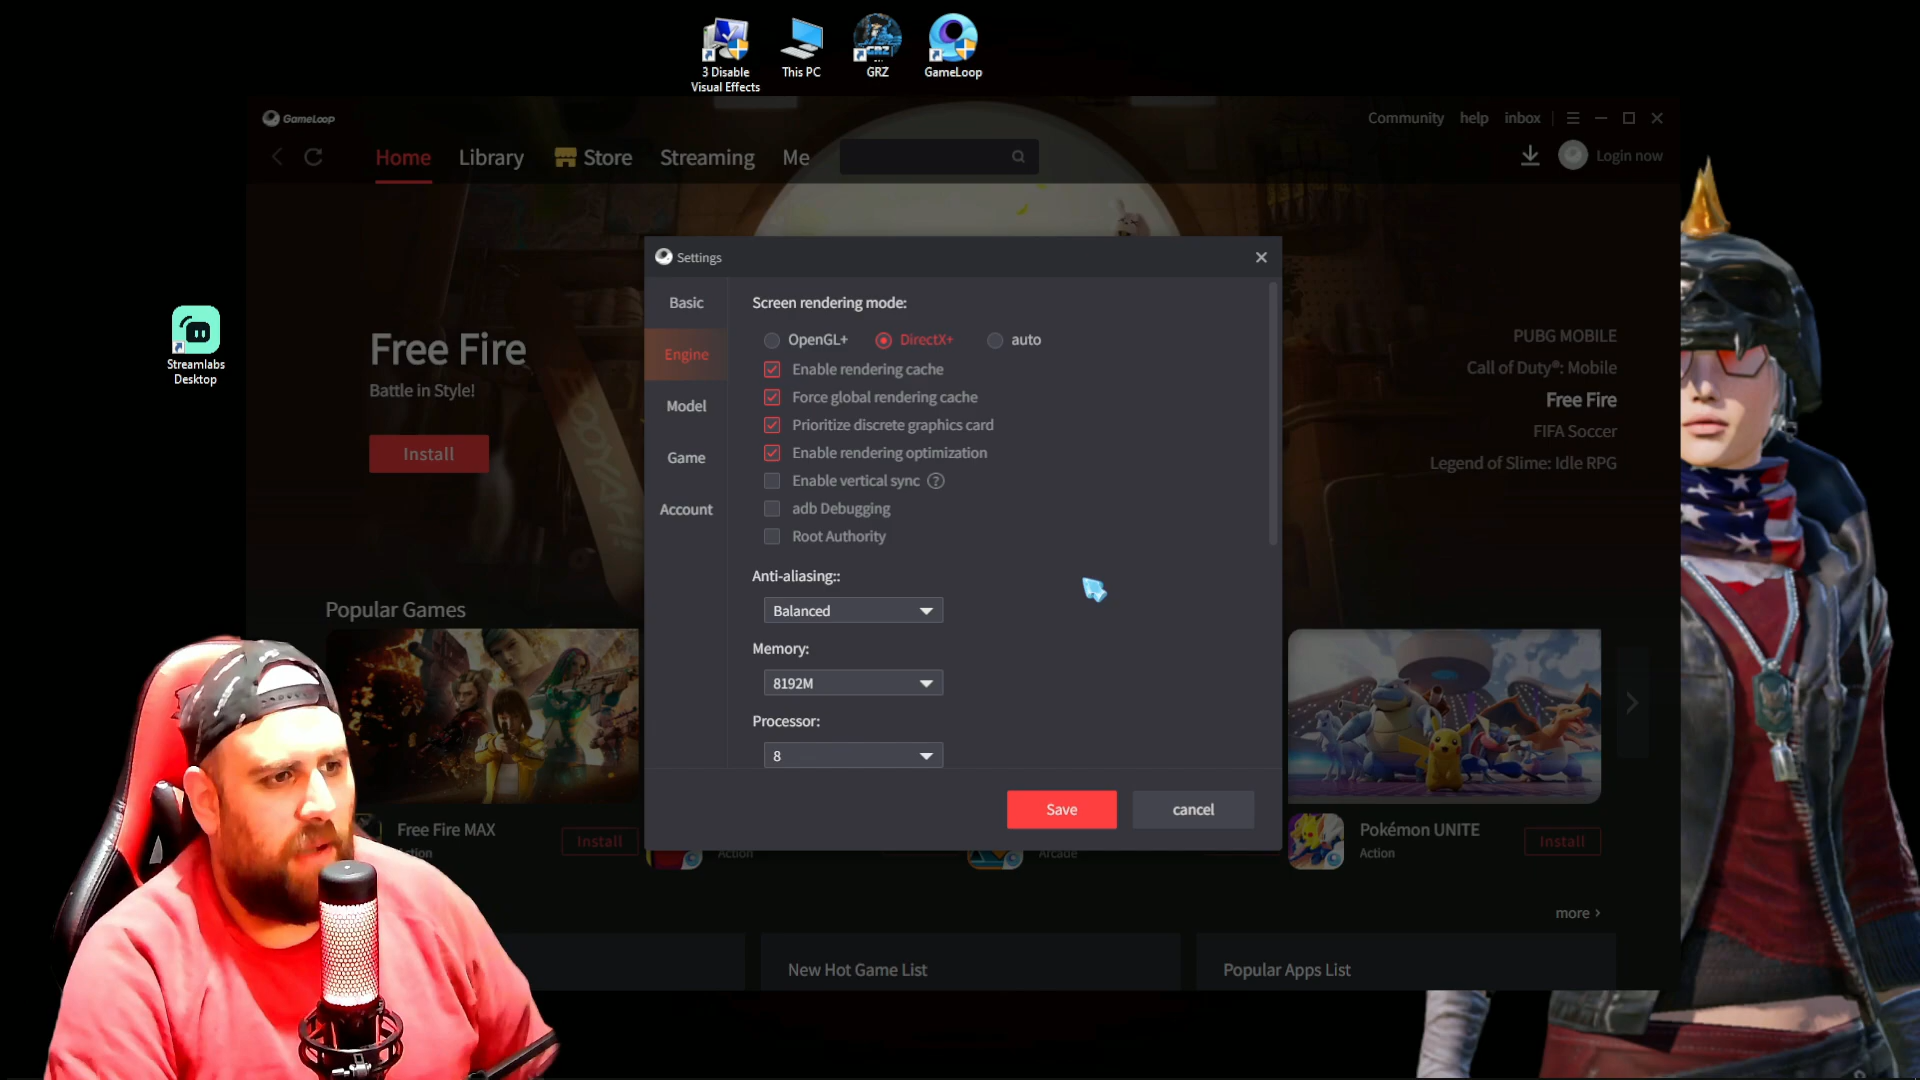 3 Disable
Visual Effects
This PC
GRZ
GameLoop
Streamlabs
Desktop
GameLoop
Community
help
inbox
Home
Library
Store
Streaming
Me
Login now
Free Fire
Battle in Style!
Install
PUBG MOBILE
Call of Duty®: Mobile
Free Fire
FIFA Soccer
Legend of Slime: Idle RPG
Settings
Basic
Engine
Model
Game
Account
Screen rendering mode:
OpenGL+
DirectX+
auto
Enable rendering cache
Force global rendering cache
Prioritize discrete graphics card
Enable rendering optimization
Enable vertical sync ?
adb Debugging
Root Authority
Anti-aliasing::
Balanced
Memory:
8192M
Processor:
8
Save
cancel
Popular Games
Free Fire MAX
Install
Action
Arcade
Pokémon UNITE
Action
Install
more >
New Hot Game List
Popular Apps List